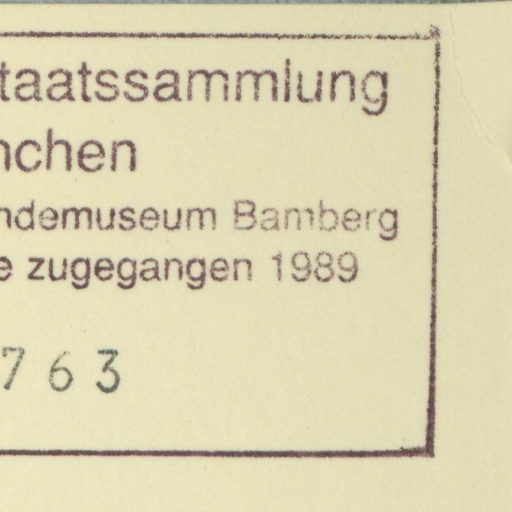 taatssammlung
nchen
ndemuseum Bamberg
e zugegangen 1989
763